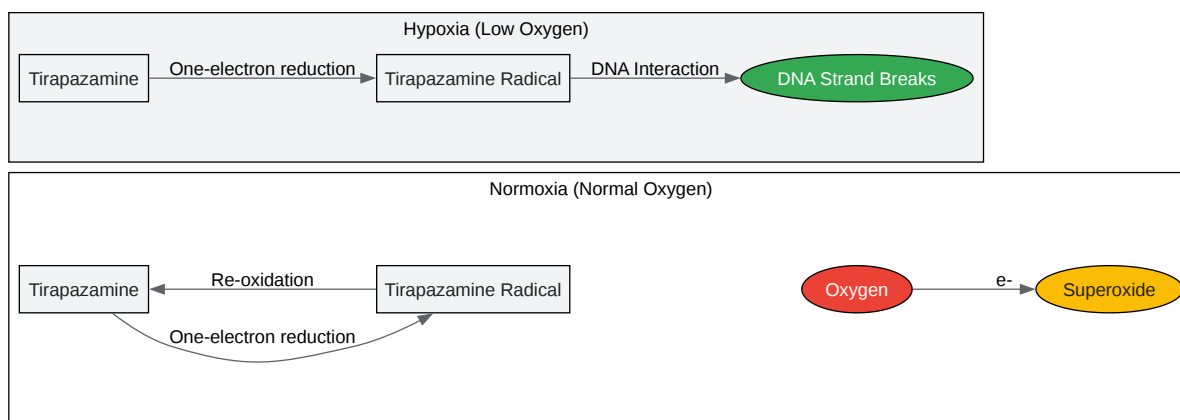 Hypoxia (Low Oxygen)
Tirapazamine
One-electron reduction
Tirapazamine Radical
DNA Interaction
DNA Strand Breaks
Normoxia (Normal Oxygen)
Tirapazamine
Re-oxidation
Tirapazamine Radical
One-electron reduction
Oxygen
e-
Superoxide